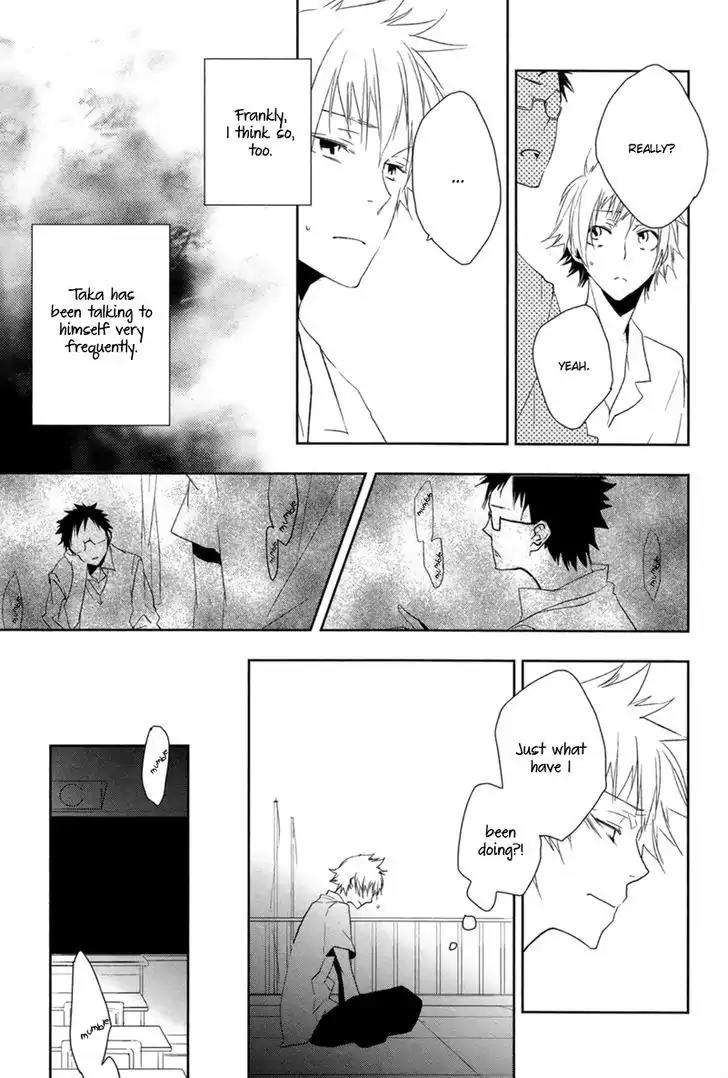 REALLY?
YEAH.
...
Frankly,
I think so,
too.
Taka has
been talking to
himself very
frequently.
mumble
mumble
mumble
mumble
mumble
mumble
Just what
have I
been
doing?!
mumble
mumble